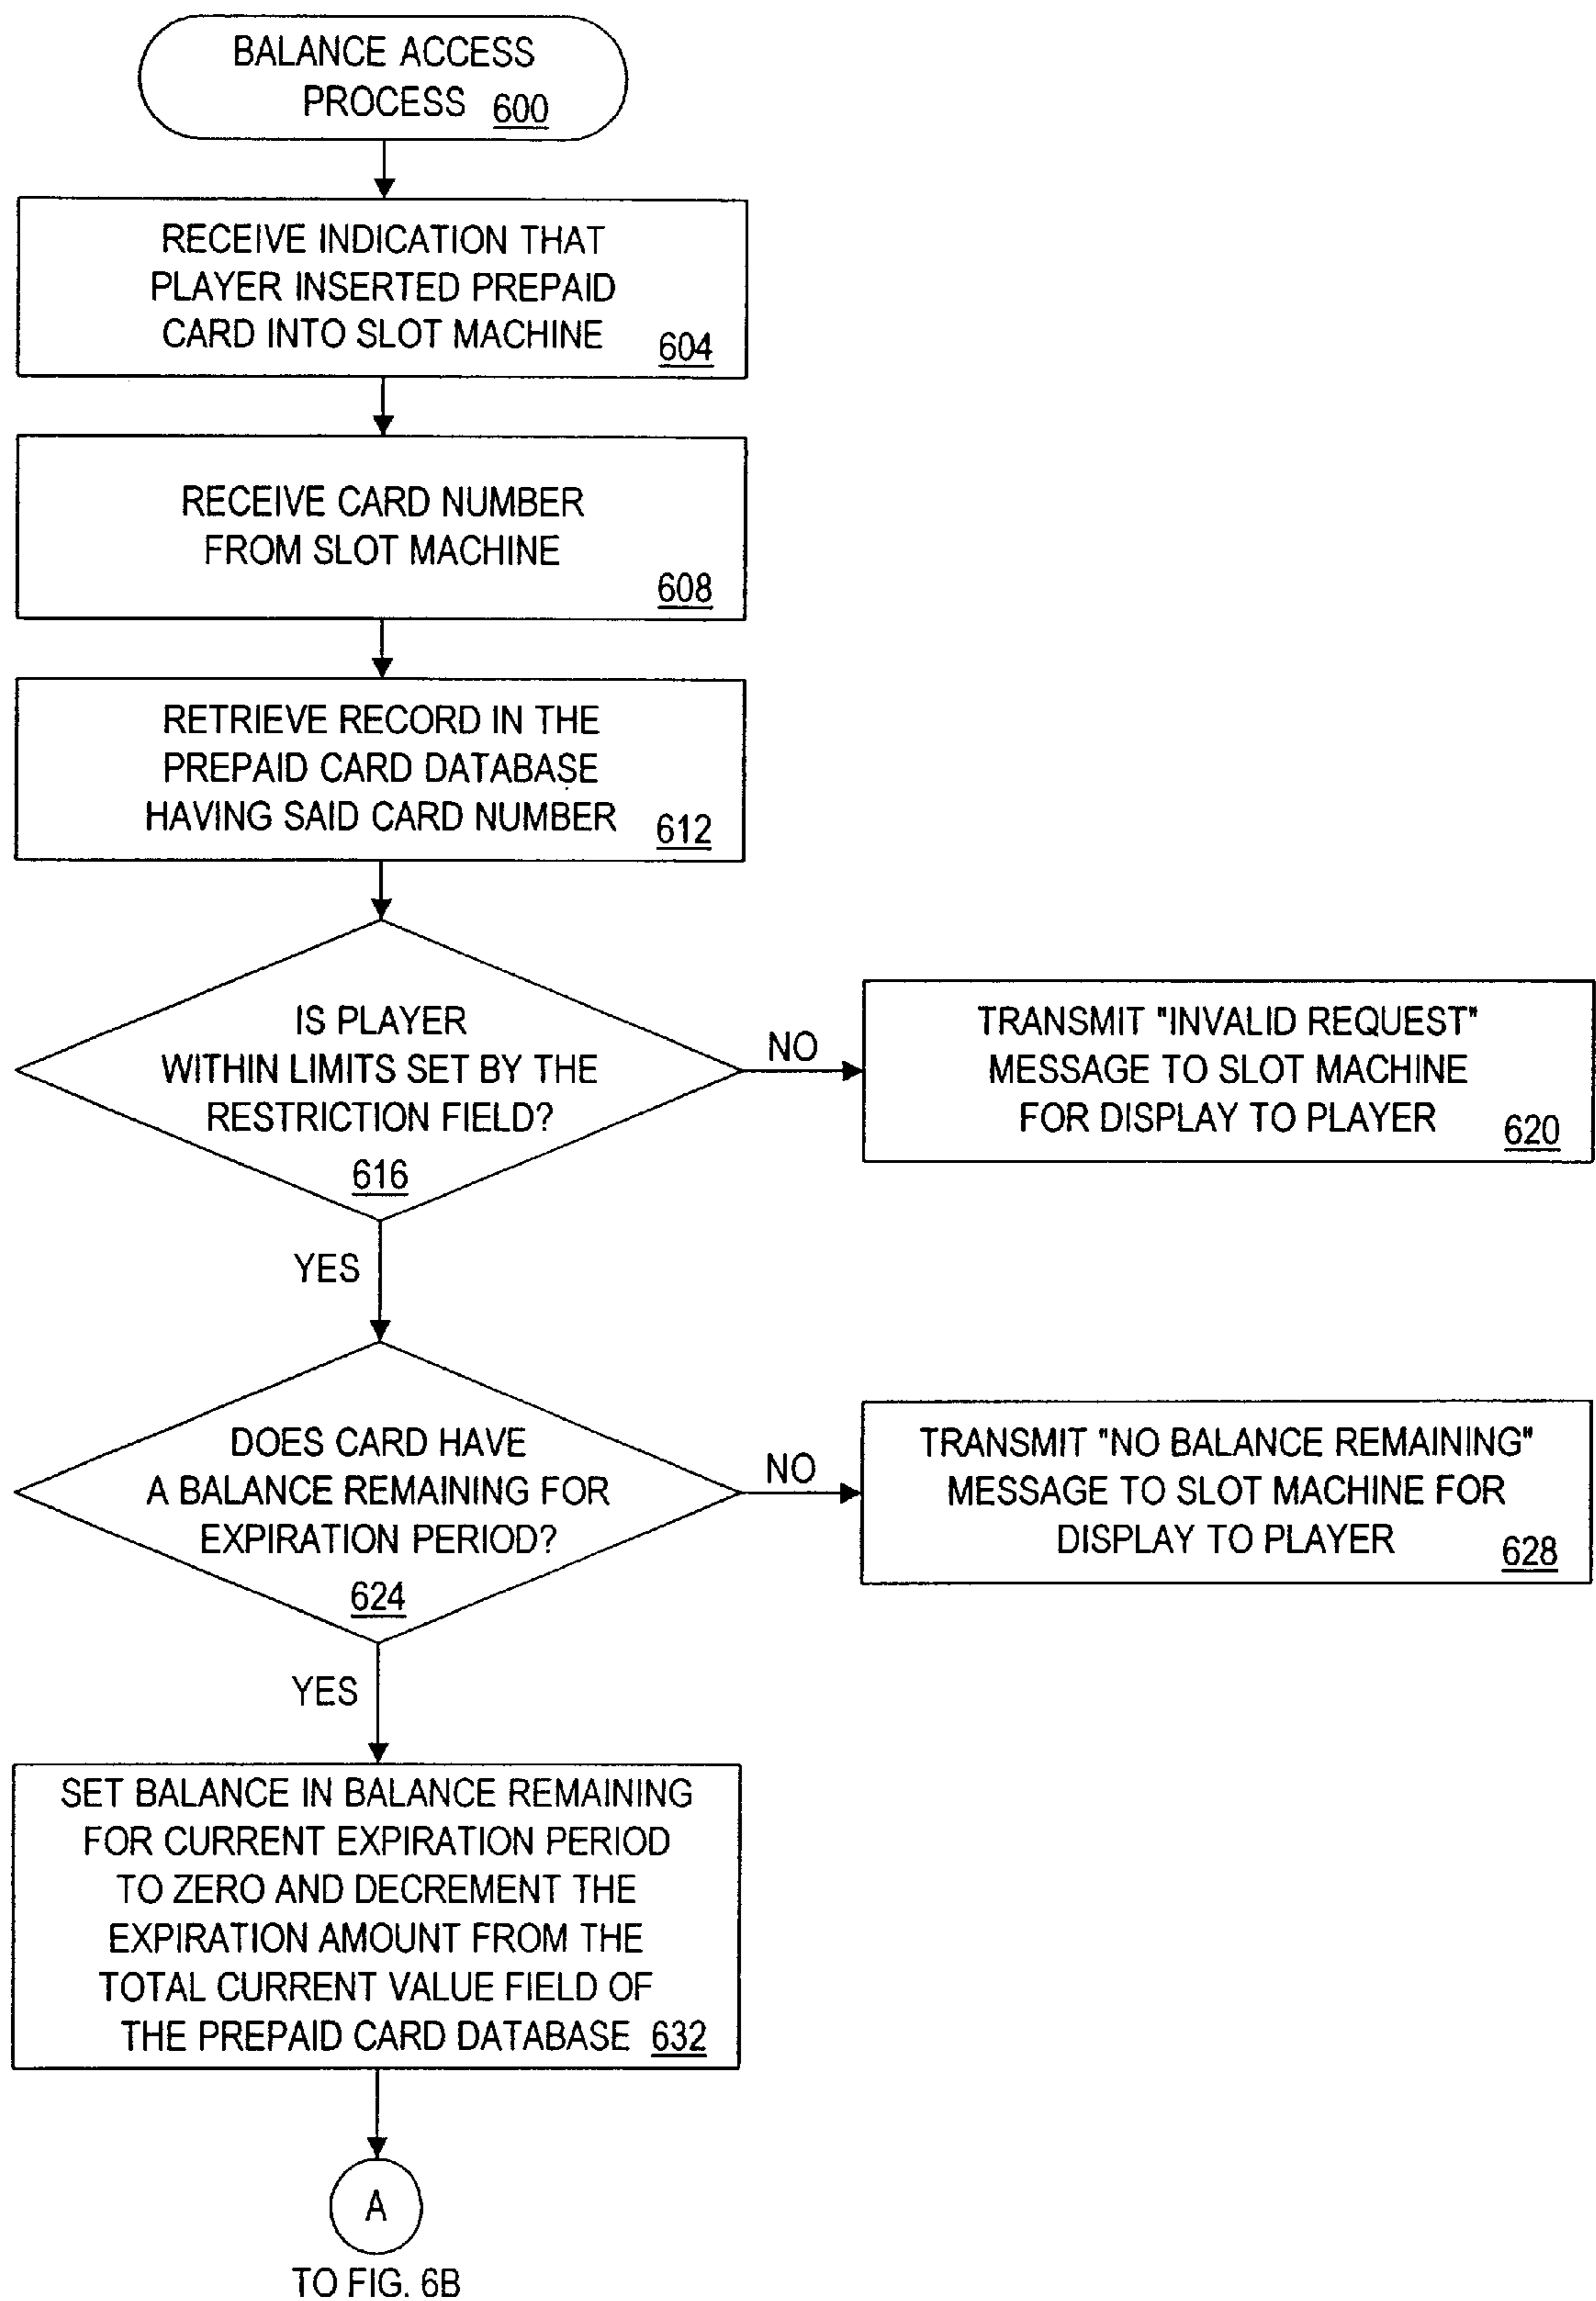 BALANCE ACCESS
PROCESS 600
RECEIVE INDICATION THAT
PLAYER INSERTED PREPAID
CARD INTO SLOT MACHINE
604
RECEIVE CARD NUMBER
FROM SLOT MACHINE
608
RETRIEVE RECORD IN THE
PREPAID CARD DATABASE
HAVING SAID CARD NUMBER
612
IS PLAYER
WITHIN LIMITS SET BY THE
RESTRICTION FIELD?
616
NO
TRANSMIT "INVALID REQUEST"
MESSAGE TO SLOT MACHINE
FOR DISPLAY TO PLAYER
620
YES
DOES CARD HAVE
A BALANCE REMAINING FOR
EXPIRATION PERIOD?
624
NO
TRANSMIT "NO BALANCE REMAINING"
MESSAGE TO SLOT MACHINE FOR
DISPLAY TO PLAYER
628
YES
SET BALANCE IN BALANCE REMAINING
FOR CURRENT EXPIRATION PERIOD
TO ZERO AND DECREMENT THE
EXPIRATION AMOUNT FROM THE
TOTAL CURRENT VALUE FIELD OF
THE PREPAID CARD DATABASE 632
A
TO FIG. 6B